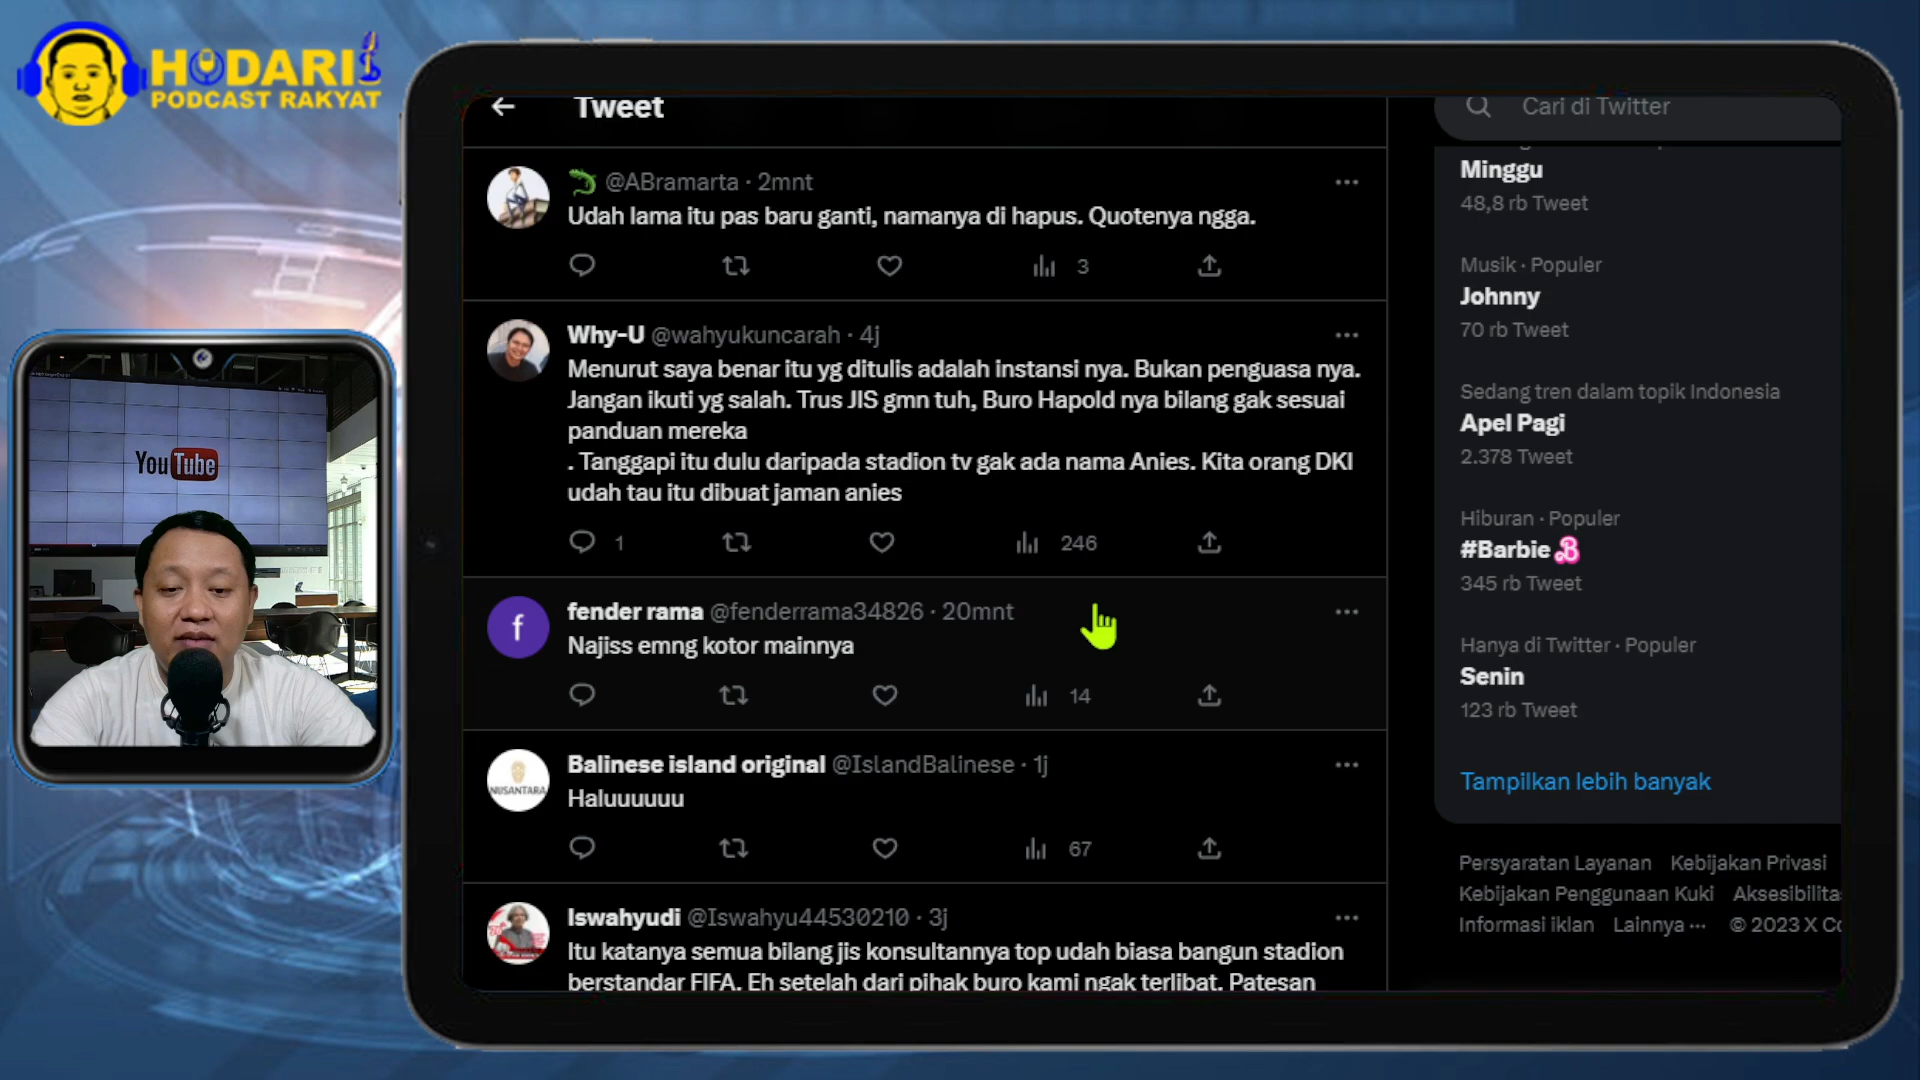 HODARI
PODCAST RAKYAT
YouTube
Tweet
@ABramarta · 2mnt
Udah lama itu pas baru ganti, namanya di hapus. Quotenya ngga.
3
Why-U @wahyukuncarah · 4j
Menurut saya benar itu yg ditulis adalah instansi nya. Bukan penguasa nya.
Jangan ikuti yg salah. Trus JIS gmn tuh, Buro Hapold nya bilang gak sesuai
panduan mereka
. Tanggapi itu dulu daripada stadion tv gak ada nama Anies. Kita orang DKI
udah tau itu dibuat jaman anies
1
246
fender rama @fenderrama34826 · 20mnt
f
Najiss emng kotor mainnya
14
Balinese island original @IslandBalinese · 1j
NUSANTARA
Haluuuuuu
67
Iswahyudi @Iswahyu44530210 · 3j
Itu katanya semua bilang jis konsultannya top udah biasa bangun stadion
berstandar FIFA. Eh setelah dari pihak buro kami ngak terlibat. Patesan
Cari di Twitter
Minggu
48,8 rb Tweet
Musik · Populer
Johnny
70 rb Tweet
Sedang tren dalam topik Indonesia
Apel Pagi
2.378 Tweet
Hiburan · Populer
#Barbie
345 rb Tweet
Hanya di Twitter · Populer
Senin
123 rb Tweet
Tampilkan lebih banyak
Persyaratan Layanan Kebijakan Privasi
Kebijakan Penggunaan Kuki Aksesibilita
Informasi iklan Lainnya ··· © 2023 X Co